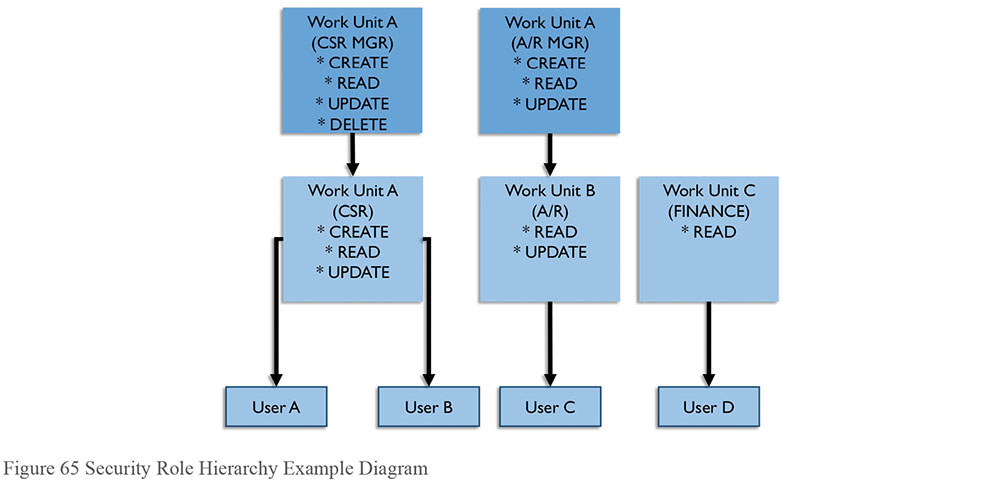 Work Unit A
(CSR MGR)
* CREATE
* READ
* UPDATE
* DELETE
Work Unit A
(A/R MGR)
* CREATE
* READ
* UPDATE
Work Unit A
(CSR)
* CREATE
* READ
* UPDATE
Work Unit B
(A/R)
* READ
* UPDATE
Work Unit C
(FINANCE)
* READ
User A
User B
User C
User D
Figure 65 Security Role Hierarchy Example Diagram